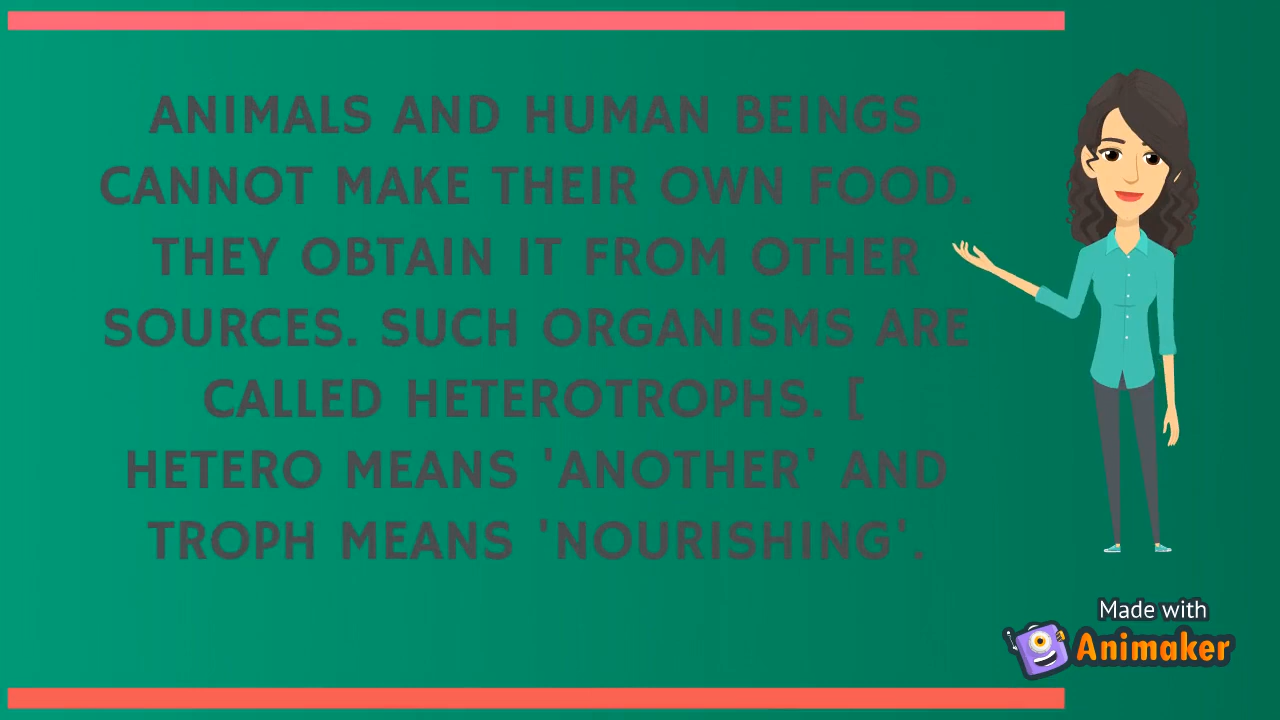 ANIMALS AND HUMAN BEINGS
CANNOT MAKE THEIR OWN FOOD.
THEY OBTAIN IT FROM OTHER
SOURCES. SUCH ORGANISMS ARE
CALLED HETEROTROPHS. [
HETERO MEANS 'ANOTHER' AND
TROPH MEANS 'NOURISHING'.
Made with
Animaker